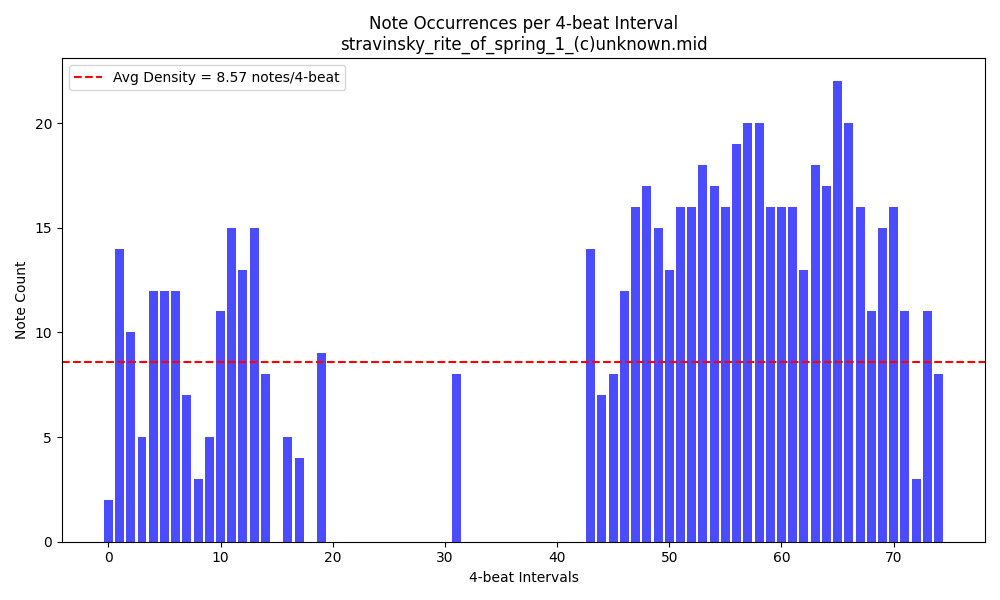 Note Occurrences per 4-beat Interval
stravinsky_rite_of_spring_1_(c)unknown.mid
Avg Density = 8.57 notes/4-beat
Note Count
20
15
10
5
0
0 10 20 30 40 50 60 70
4-beat Intervals